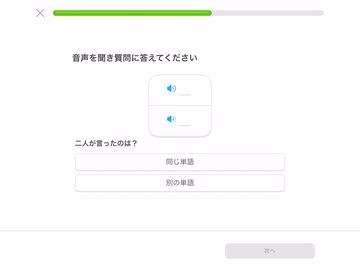 音声を聞き質問に答えてください
二人が言ったのは？
同じ単語
別の単語
次へ